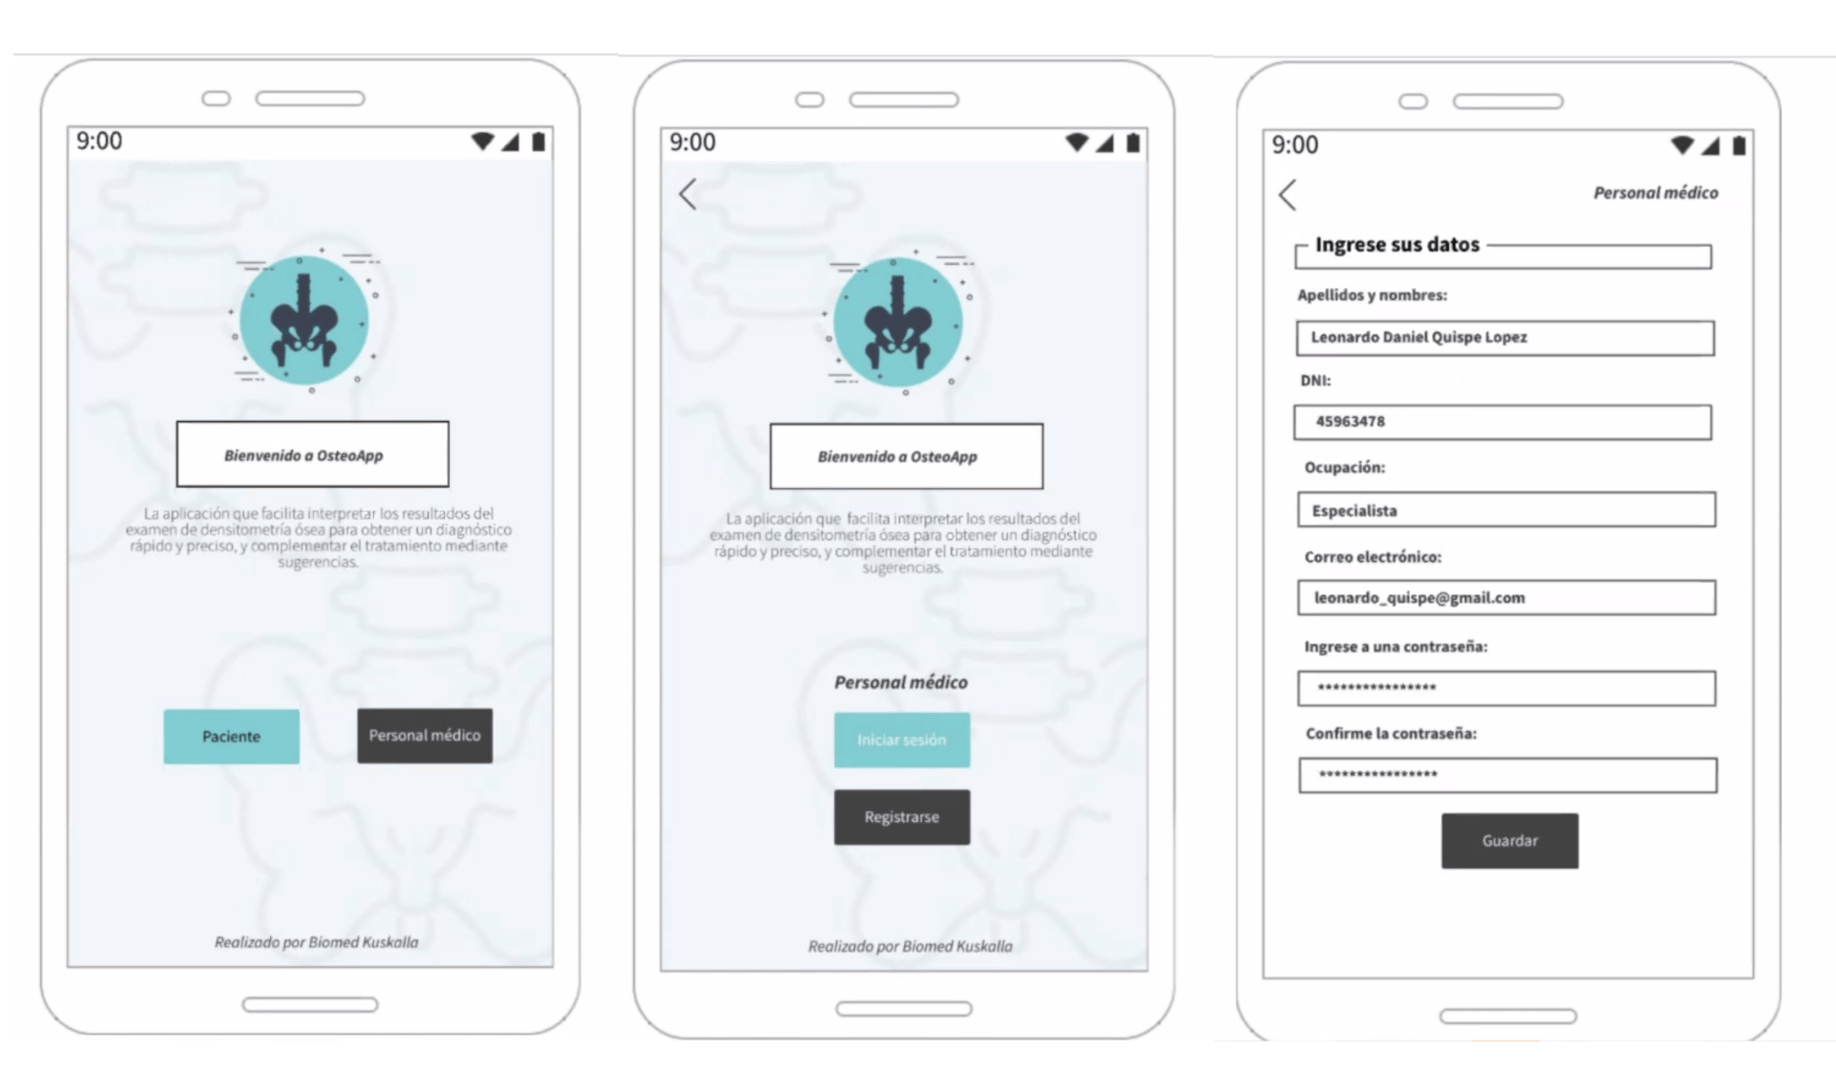 9:00
Bienvenido a OsteoApp
La aplicación que facilita interpretar los resultados del
examen de densitometría ósea para obtener un diagnóstico
rápido y preciso, y complementar el tratamiento mediante
sugerencias.
Paciente
Personal médico
Realizado por Biomed Kuskalla
9:00
Bienvenido a OsteoApp
La aplicación que facilita interpretar los resultados del
examen de densitometría ósea para obtener un diagnóstico
rápido y preciso, y complementar el tratamiento mediante
sugerencias.
Personal médico
Iniciar sesión
Registrarse
Realizado por Biomed Kuskalla
9:00
Personal médico
Ingrese sus datos
Apellidos y nombres:
Leonardo Daniel Quispe Lopez
DNI:
45963478
Ocupación:
Especialista
Correo electrónico:
leonardo_quispe@gmail.com
Ingrese a una contraseña:
****************
Confirme la contraseña:
****************
Guardar